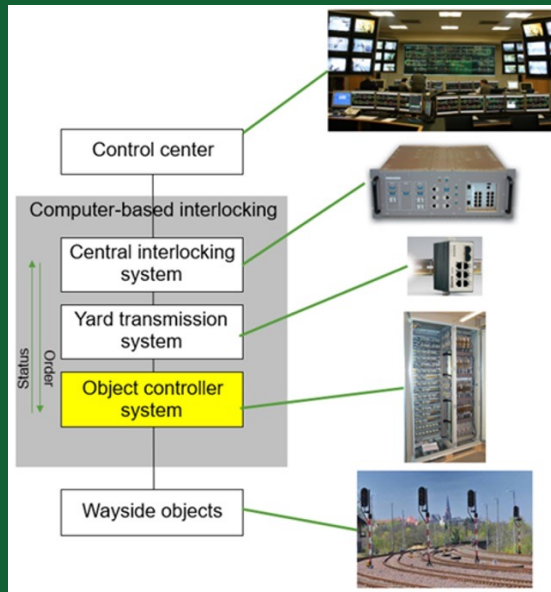 Control center
Computer-based interlocking
Central interlocking
system
Yard transmission
system
Object controller
system
Status
Order
Wayside objects